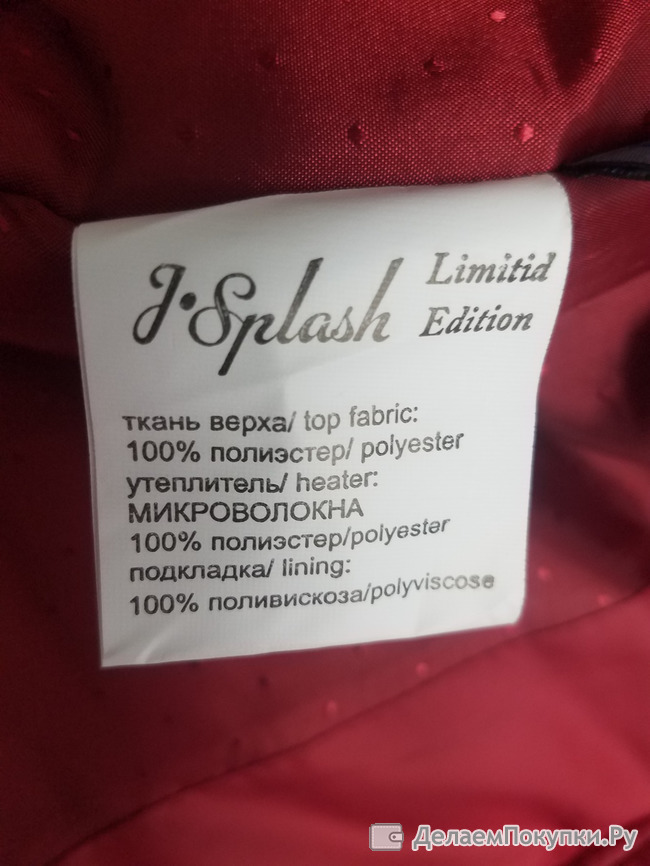 J·Splash Limitid
Edition
ткань верха/ top fabric:
100% полиэстер/ polyester
утеплитель/ heater:
МИКРОВОЛОКНА
100% полиэстер/polyester
подкладка/ lining:
100% поливискоза/polyviscose
ДелаемПокупки.Ру